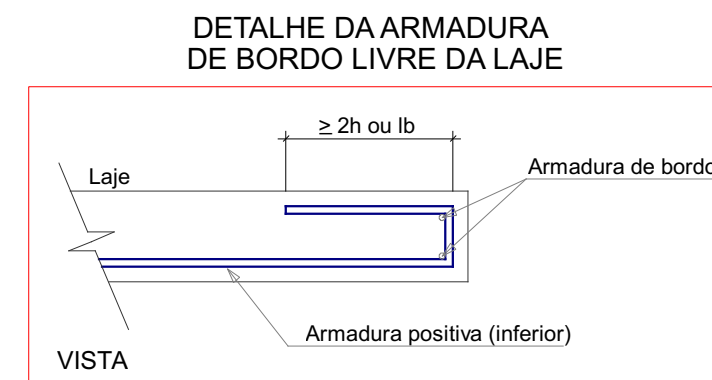 DETALHE DA ARMADURA
DE BORDO LIVRE DA LAJE
≥ 2h ou lb
Laje
Armadura de bordo
Armadura positiva (inferior)
VISTA